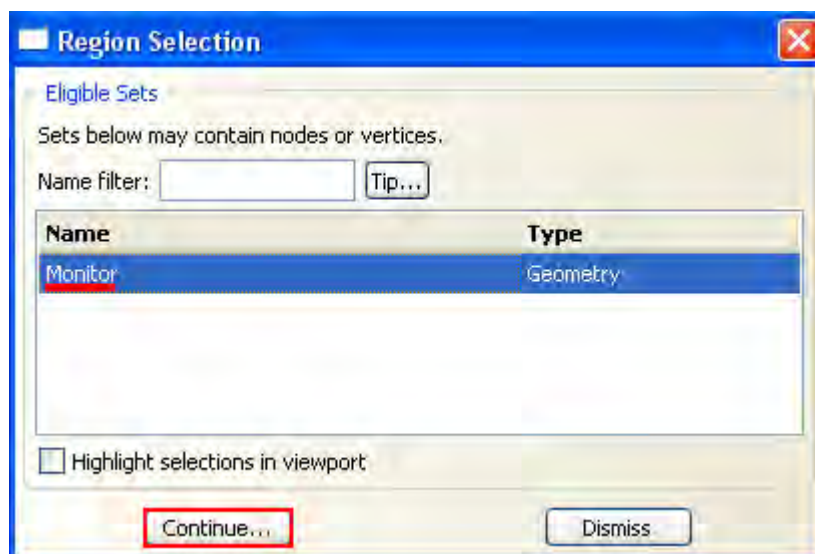 Region Selection
Eligible Sets
Sets below may contain nodes or vertices.
Name filter: Tip...
Name Type
Monitor Geometry
Highlight selections in viewport
Continue... Dismiss